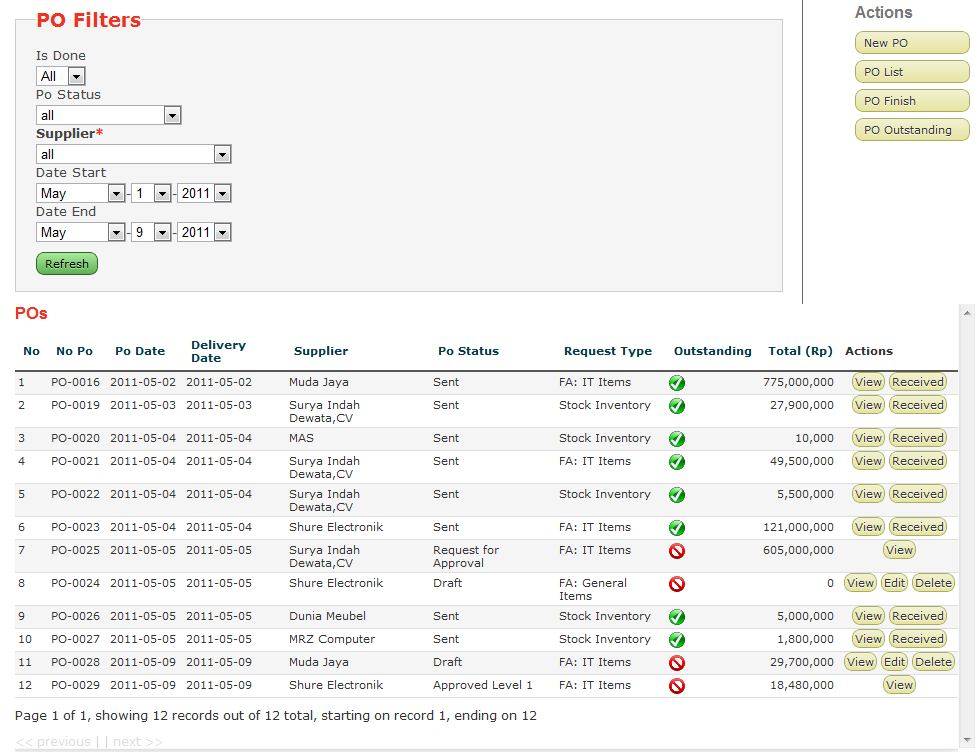 PO Filters
Is Done
All
Po Status
all
Supplier*
all
Date Start
May - 1 - 2011
Date End
May - 9 - 2011
Refresh
Actions
New PO
PO List
PO Finish
PO Outstanding
POs
No No Po Po Date Delivery Date Supplier Po Status Request Type Outstanding Total (Rp) Actions
1 PO-0016 2011-05-02 2011-05-02 Muda Jaya Sent FA: IT Items 775,000,000 View Received
2 PO-0019 2011-05-03 2011-05-03 Surya Indah Dewata,CV Sent Stock Inventory 27,900,000 View Received
3 PO-0020 2011-05-04 2011-05-04 MAS Sent Stock Inventory 10,000 View Received
4 PO-0021 2011-05-04 2011-05-04 Surya Indah Dewata,CV Sent FA: IT Items 49,500,000 View Received
5 PO-0022 2011-05-04 2011-05-04 Surya Indah Dewata,CV Sent Stock Inventory 5,500,000 View Received
6 PO-0023 2011-05-04 2011-05-04 Shure Electronik Sent FA: IT Items 121,000,000 View Received
7 PO-0025 2011-05-05 2011-05-05 Surya Indah Dewata,CV Request for Approval FA: IT Items 605,000,000 View
8 PO-0024 2011-05-05 2011-05-05 Shure Electronik Draft FA: General Items 0 View Edit Delete
9 PO-0026 2011-05-05 2011-05-05 Dunia Meubel Sent Stock Inventory 5,000,000 View Received
10 PO-0027 2011-05-05 2011-05-05 MRZ Computer Sent Stock Inventory 1,800,000 View Received
11 PO-0028 2011-05-09 2011-05-09 Muda Jaya Draft FA: IT Items 29,700,000 View Edit Delete
12 PO-0029 2011-05-09 2011-05-09 Shure Electronik Approved Level 1 FA: IT Items 18,480,000 View
Page 1 of 1, showing 12 records out of 12 total, starting on record 1, ending on 12
<< previous | | next >>